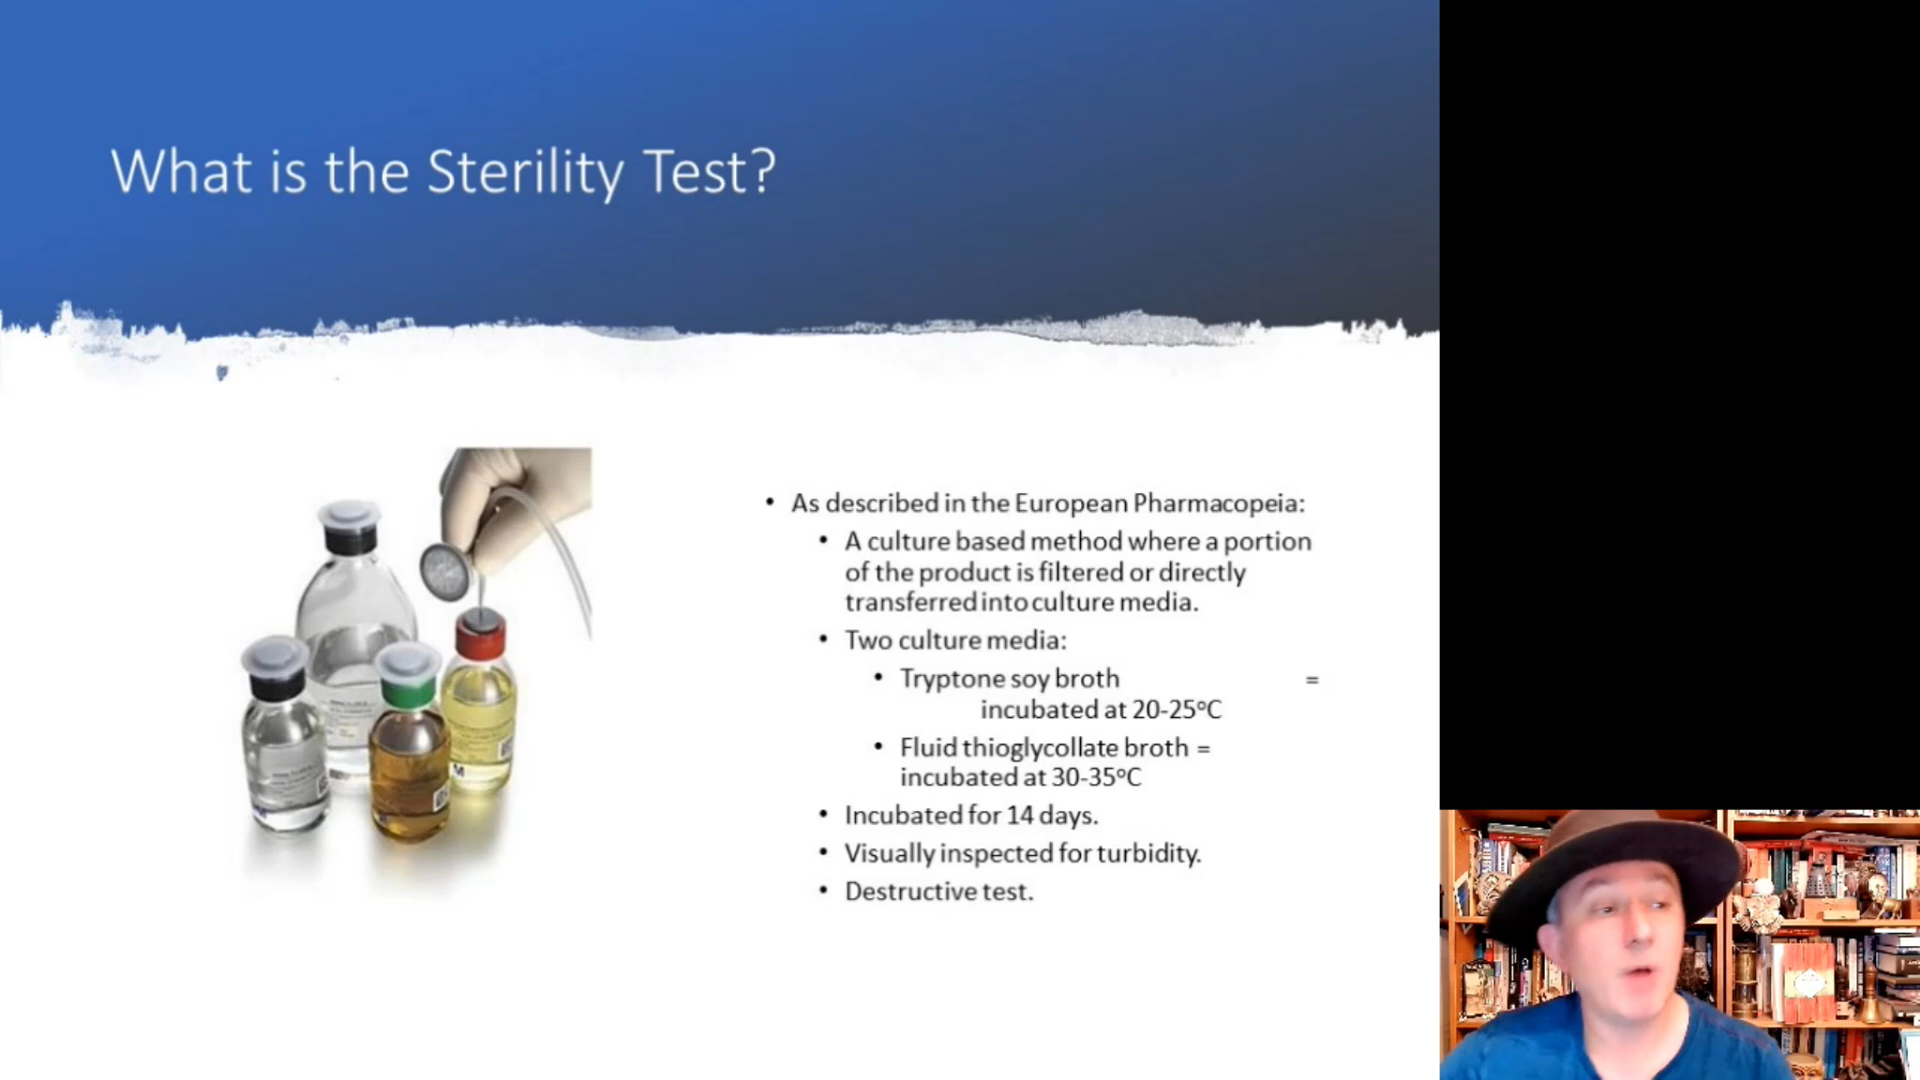 What is the Sterility Test?
• As described in the European Pharmacopeia:
• A culture based method where a portion
of the product is filtered or directly
transferred into culture media.
• Two culture media:
• Tryptone soy broth =
incubated at 20-25°C
• Fluid thioglycollate broth =
incubated at 30-35°C
• Incubated for 14 days.
• Visually inspected for turbidity.
• Destructive test.